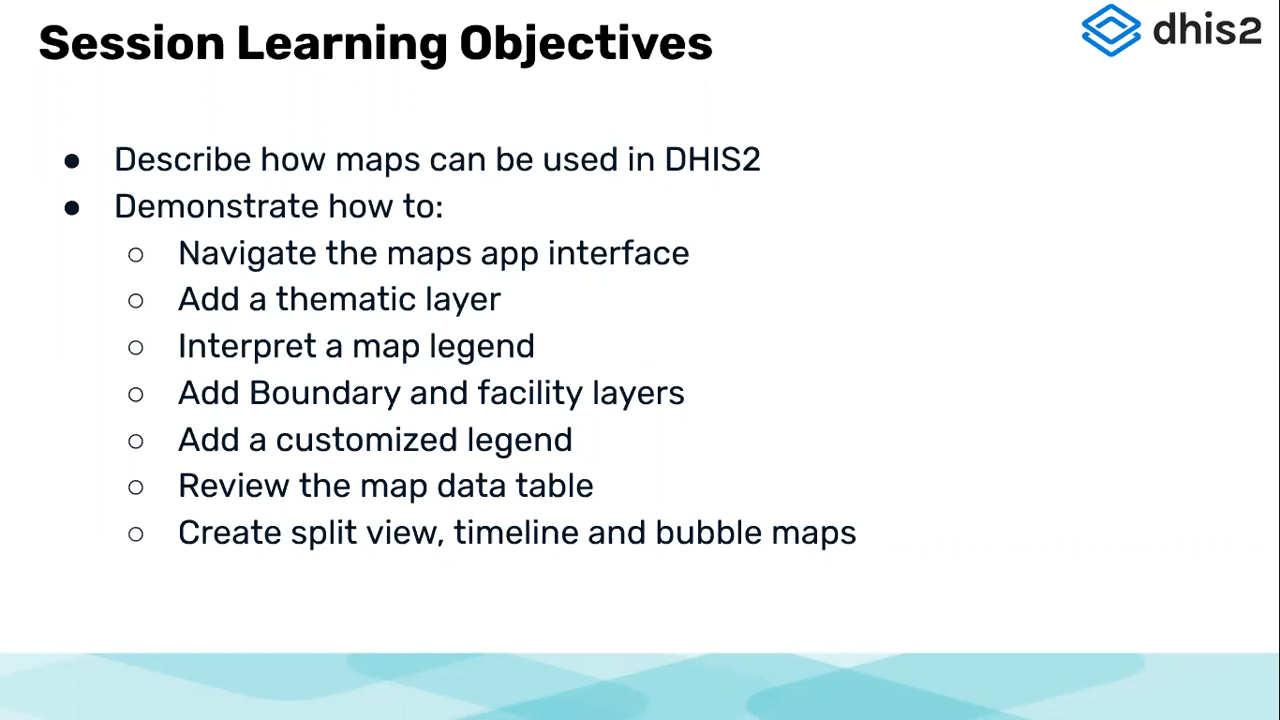 Session Learning Objectives
dhis2
● Describe how maps can be used in DHIS2
● Demonstrate how to:
○ Navigate the maps app interface
○ Add a thematic layer
○ Interpret a map legend
○ Add Boundary and facility layers
○ Add a customized legend
○ Review the map data table
○ Create split view, timeline and bubble maps